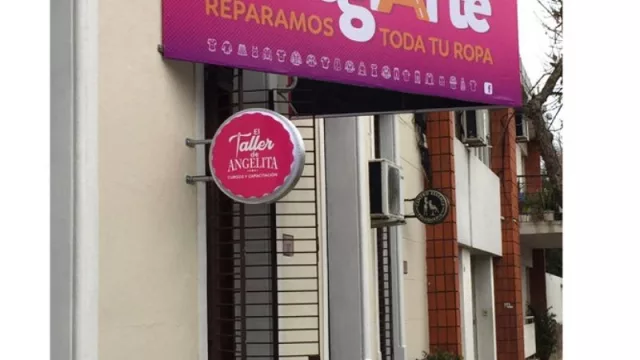 REPARAMOS TODA TU ROPA
El
Taller
de
ANGELITA
CURSOS Y CAPACITACIÓN